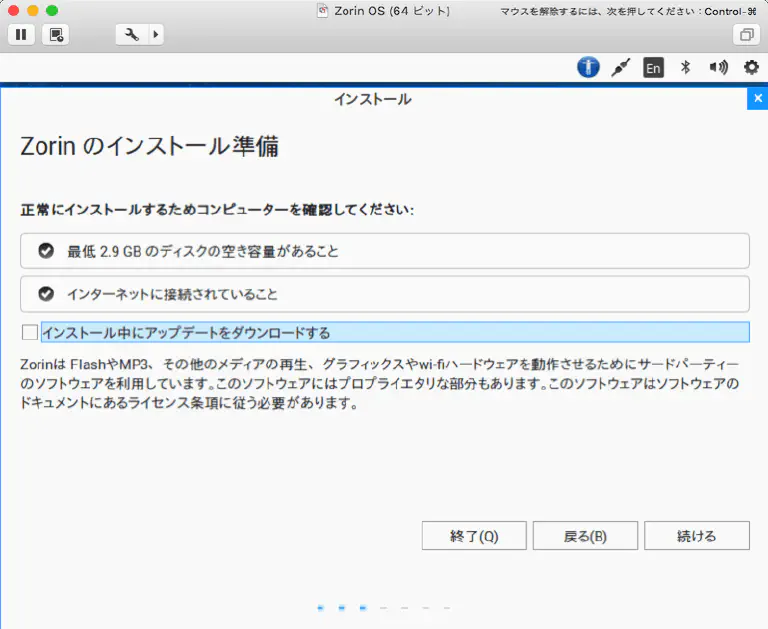 Zorin OS (64 ビット)
マウスを解除するには、次を押してください：Control-⌘
En
インストール
Zorin のインストール準備
正常にインストールするためコンピューターを確認してください:
最低 2.9 GB のディスクの空き容量があること
インターネットに接続されていること
インストール中にアップデートをダウンロードする
Zorinは FlashやMP3、その他のメディアの再生、グラフィックスやwi-fiハードウェアを動作させるためにサードパーティー
のソフトウェアを利用しています。このソフトウェアにはプロプライエタリな部分もあります。このソフトウェアはソフトウェアの
ドキュメントにあるライセンス条項に従う必要があります。
終了(Q)
戻る(B)
続ける